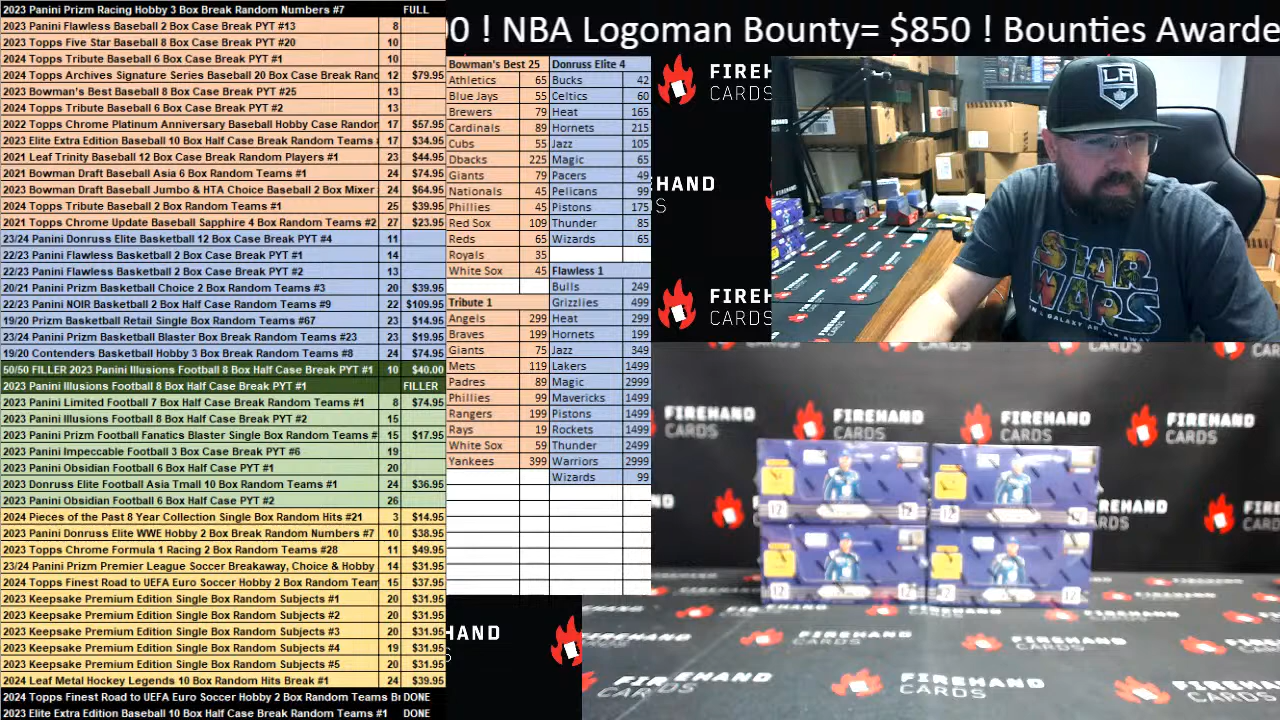 0 ! NBA Logoman Bounty= $850 ! Bounties Awarde
2023 Panini Prizm Racing Hobby 3 Box Break Random Numbers #7 FULL
2023 Panini Flawless Baseball 2 Box Break PYT #13 8
2023 Topps Five Star Baseball 8 Box Case Break PYT #20 10
2024 Topps Tribute Baseball 6 Box Case Break PYT #1 10
2024 Topps Archives Signature Series Baseball 20 Box Case Break Ranc 12 $79.95
2023 Bowman's Best Baseball 8 Box Case PYT #25 13
2024 Topps Tribute Baseball 6 Box Case Break PYT #2 13
2022 Topps Chrome Platinum Anniversary Baseball Hobby Case Randor 17 $57.95
2023 Elite Extra Edition Baseball 10 Box Half Case Break Random Teams 17 $34.95
2021 Leaf Trinity Baseball 12 Box Case Break Random Players #1 23 $44.95
2021 Bowman Draft Baseball Asia 6 Box Random Teams #1 24 $74.95
2023 Bowman Draft Baseball Jumbo & HTA Choice Baseball 2 Box Mixer 24 $64.95
2024 Topps Tribute Baseball 2 Box Random Teams #1 25 $39.95
2021 Topps Chrome Update Baseball Sapphire 4 Box Random Teams #2 27 $23.95
23/24 Panini Donruss Elite Basketball 12 Box Case Break PYT #4 11
22/23 Panini Flawless Basketball 2 Box Case Break PYT #1 14
22/23 Panini Flawless Basketball 2 Box Case Break PYT #2 13
20/21 Panini Prizm Basketball Choice 2 Box Random Teams #3 20 $39.95
22/23 Panini NOIR Basketball 2 Box Half Case Random Teams #9 22 $109.95
19/20 Prizm Basketball Retail Single Box Random Teams #67 23 $14.95
23/24 Panini Prizm Basketball Blaster Box Break Random Teams #23 23 $19.95
19/20 Contenders Basketball Hobby 3 Box Break Random Teams #8 24 $74.95
50/50 FILLER 2023 Panini Illusions Football 8 Box Half Case Break PYT #1 10 $40.00
2023 Panini Illusions Football 8 Box Half Case Break PYT #1 FILLER
2023 Panini Limited Football 7 Box Half Case Break Random Teams #1 8 $74.95
2023 Panini Illusions Football 8 Box Half Case Break PYT #2 15
2023 Panini Prizm Football Fanatics Blaster Single Box Random Teams # 15 $17.95
2023 Panini Impeccable Football 3 Box Case Break PYT #6 19
2023 Panini Obsidian Football 6 Box Half Case PYT #1 20
2023 Donruss Elite Football Asia Tmall 10 Box Random Teams #1 24 $36.95
2023 Panini Obsidian Football 6 Box Half Case PYT #2 26
2024 Pieces of the Past 8 Year Collection Single Box Random Hits #21 3 $14.95
2023 Panini Donruss Elite WWE Hobby 2 Box Break Random Numbers #7 10 $38.95
2023 Topps Chrome Formula 1 Racing 2 Box Random Teams #28 11 $49.95
23/24 Panini Prizm Premier League Soccer Breakaway, Choice & Hobby 14 $31.95
2024 Topps Finest Road to UEFA Euro Soccer Hobby 2 Box Random Team 15 $37.95
2023 Keepsake Premium Edition Single Box Random Subjects #1 20 $31.95
2023 Keepsake Premium Edition Single Box Random Subjects #2 20 $31.95
2023 Keepsake Premium Edition Single Box Random Subjects #3 20 $31.95
2023 Keepsake Premium Edition Single Box Random Subjects #4 19 $31.95
2023 Keepsake Premium Edition Single Box Random Subjects #5 20 $31.95
2024 Leaf Metal Hockey Legends 10 Box Random Hits Break #1 24 $39.95
2024 Topps Finest Road to UEFA Euro Soccer Hobby 2 Box Random Teams Br DONE
2023 Elite Extra Edition Baseball 10 Box Half Case Break Random Teams #1 DONE
Bowman's Best 25
Athletics 65
Blue Jays 55
Brewers 79
Cardinals 89
Cubs 55
Dbacks 225
Giants 79
Nationals 45
Phillies 45
Red Sox 109
Reds 65
Royals 35
White Sox 45
Tribute 1
Angels 299
Braves 199
Giants 75
Mets 119
Padres 89
Phillies 99
Rangers 199
Rays 19
White Sox 59
Yankees 399
Donruss Elite 4
Bucks 42
Celtics 60
Heat 165
Hornets 215
Jazz 105
Magic 65
Pacers 49
Pelicans 99
Pistons 175
Thunder 85
Wizards 65
Flawless 1
Bulls 249
Grizzlies 499
Heat 299
Hornets 199
Jazz 349
Lakers 1499
Magic 2999
Mavericks 1499
Pistons 1499
Rockets 1499
Thunder 2499
Warriors 2999
Wizards 99
FIREH
CARDS
HAND
S
FIREH
CARDS
HAND
S
LA
STAR
WARS
FIREHAND
CARDS
FIREHAND
CARDS
FIREHAND
CARDS
12
12
12
12
FIREHAND
CARDS
FIREHAND
CARDS
FIREHAND
CARDS